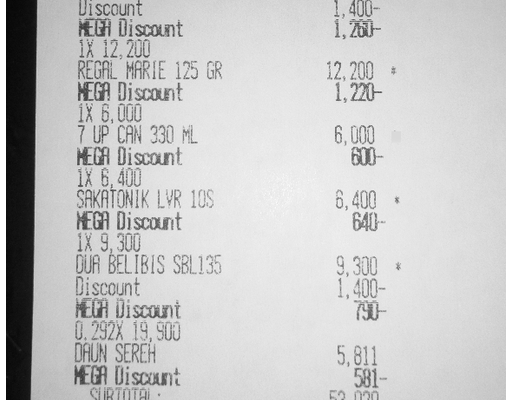 Discount 1,400-
MEGA Discount 1,260-
1X 12,200
REGAL MARIE 125 GR 12,200 *
MEGA Discount 1,220-
1X 6,000
7 UP CAN 330 ML 6,000
MEGA Discount 600-
1X 6,400
SAKATONIK LVR 10S 6,400 *
MEGA Discount 640-
1X 9,300
DUA BELIBIS SBL135 9,300 *
Discount 1,400-
MEGA Discount 790-
0.292X 19,900
DAUN SEREH 5,811
MEGA Discount 581-
SUBTOTAL: